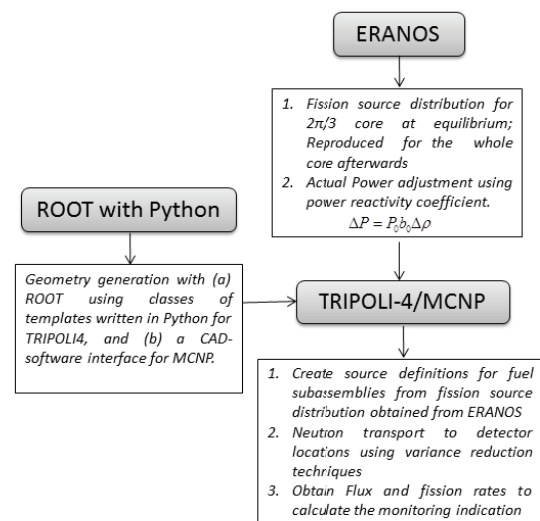 ERANOS
1. Fission source distribution for
2π/3 core at equilibrium;
Reproduced for the whole
core afterwards
2. Actual Power adjustment using
power reactivity coefficient.
ΔP = P₀b₀Δρ
ROOT with Python
Geometry generation with (a)
ROOT using classes of
templates written in Python for
TRIPOLI4, and (b) a CAD-
software interface for MCNP.
TRIPOLI-4/MCNP
1. Create source definitions for fuel
subassemblies from fission source
distribution obtained from ERANOS
2. Neutron transport to detector
locations using variance reduction
techniques
3. Obtain Flux and fission rates to
calculate the monitoring indication